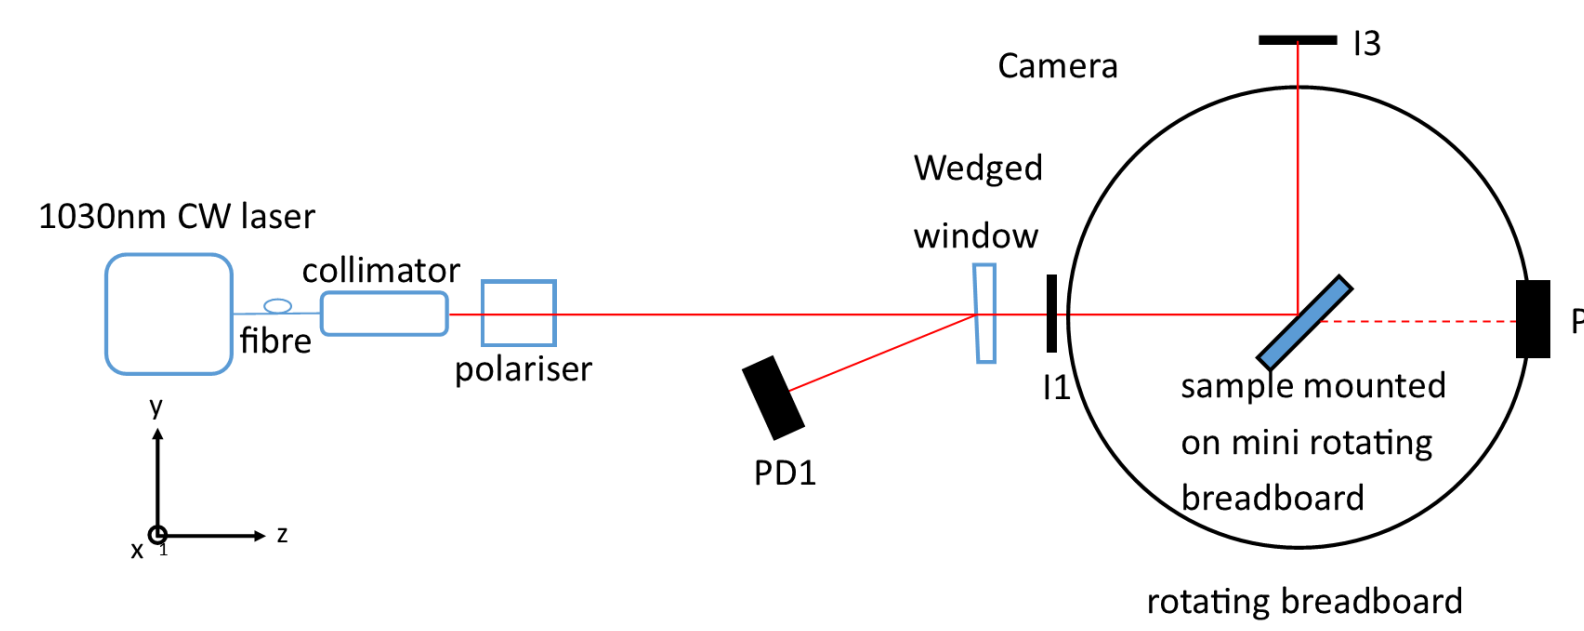 I3
Camera
Wedged
window
1030nm CW laser
collimator
fibre
polariser
I1
P
sample mounted
on mini rotating
breadboard
y
PD1
z
x 1
rotating breadboard